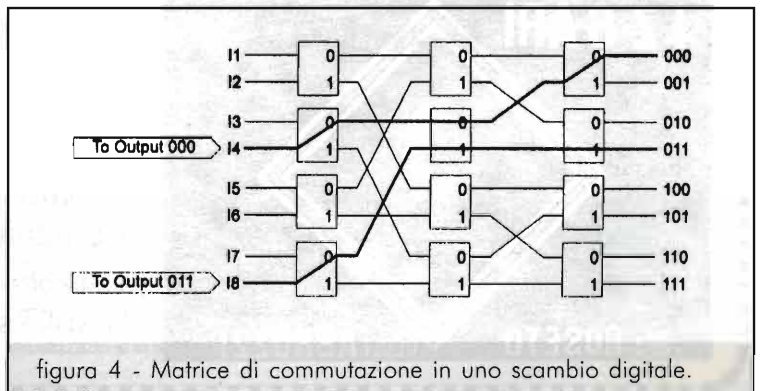 I1 0 0 0 000
I2 1 1 1 001
I3 0 0 0 010
To Output 000 I4 1 1 1 011
I5 0 0 0 100
I6 1 1 1 101
I7 0 0 0 110
To Output 011 I8 1 1 1 111
figura 4 - Matrice di commutazione in uno scambio digitale.